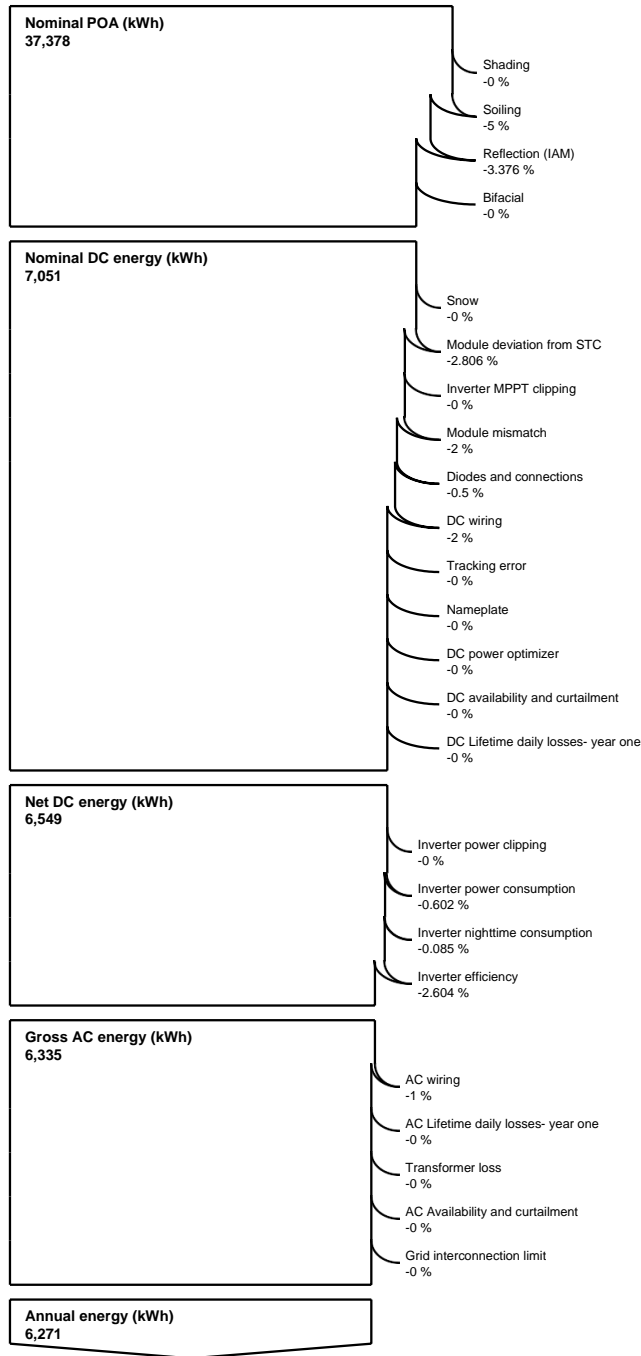 Nominal POA (kWh)
37,378
Shading
-0 %
Soiling
-5 %
Reflection (IAM)
-3.376 %
Bifacial
-0 %
Nominal DC energy (kWh)
7,051
Snow
-0 %
Module deviation from STC
-2.806 %
Inverter MPPT clipping
-0 %
Module mismatch
-2 %
Diodes and connections
-0.5 %
DC wiring
-2 %
Tracking error
-0 %
Nameplate
-0 %
DC power optimizer
-0 %
DC availability and curtailment
-0 %
DC Lifetime daily losses- year one
-0 %
Net DC energy (kWh)
6,549
Inverter power clipping
-0 %
Inverter power consumption
-0.602 %
Inverter nighttime consumption
-0.085 %
Inverter efficiency
-2.604 %
Gross AC energy (kWh)
6,335
AC wiring
-1 %
AC Lifetime daily losses- year one
-0 %
Transformer loss
-0 %
AC Availability and curtailment
-0 %
Grid interconnection limit
-0 %
Annual energy (kWh)
6,271